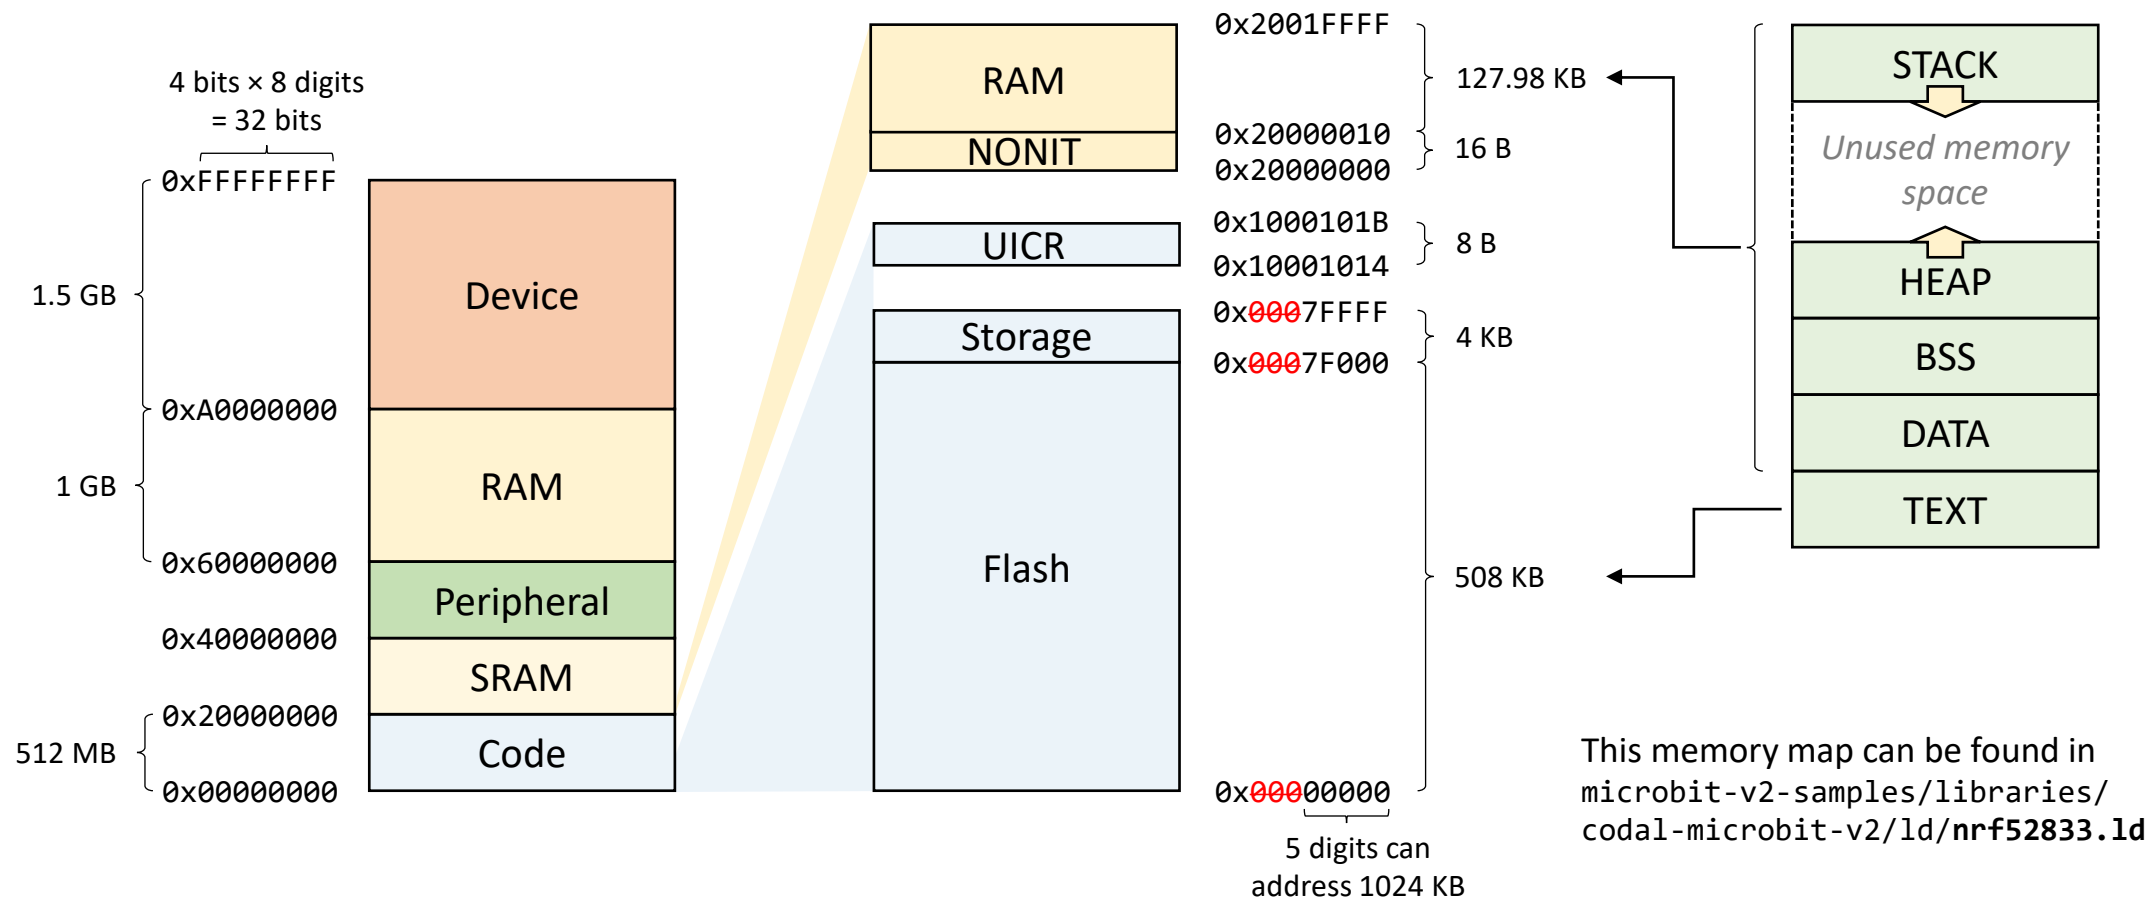 4 bits × 8 digits
= 32 bits
0xFFFFFFFF
1.5 GB
Device
0xA0000000
1 GB
RAM
0x60000000
Peripheral
0x40000000
SRAM
0x20000000
512 MB
Code
0x00000000
0x2001FFFF
RAM
127.98 KB
0x20000010
NONIT
16 B
0x20000000
0x1000101B
UICR
8 B
0x10001014
0x0007FFFF
Storage
4 KB
0x0007F000
Flash
508 KB
0x00000000
5 digits can
address 1024 KB
STACK
Unused memory
space
HEAP
BSS
DATA
TEXT
This memory map can be found in
microbit-v2-samples/libraries/
codal-microbit-v2/ld/nrf52833.ld